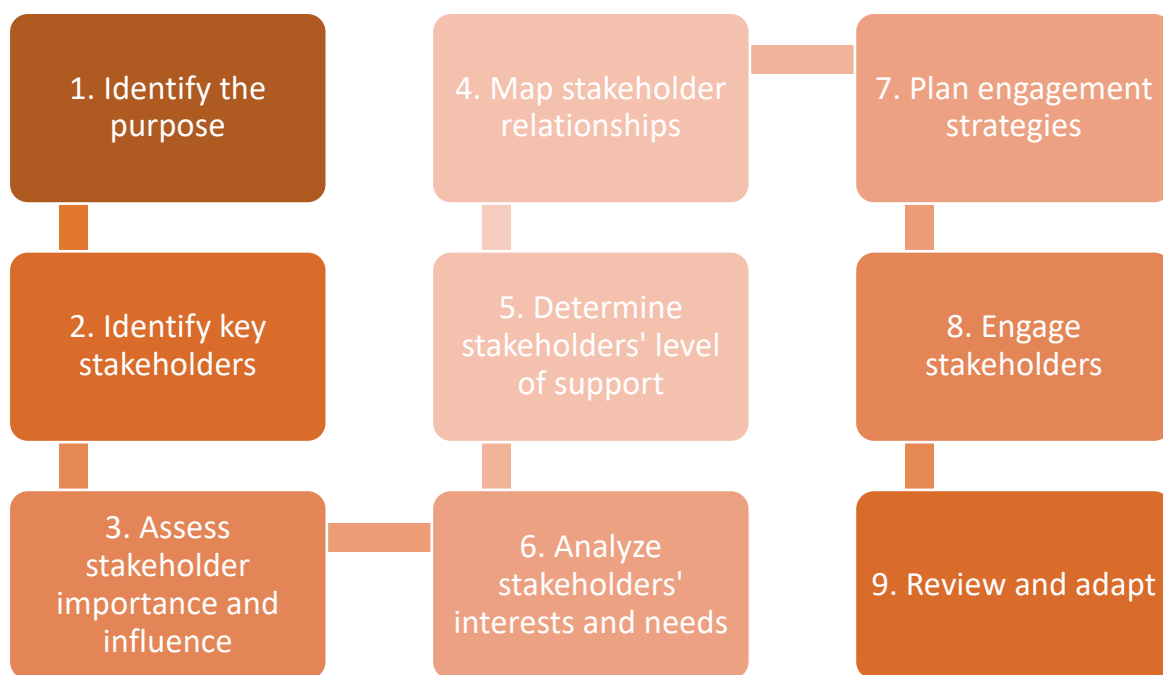 1. Identify the
purpose
2. Identify key
stakeholders
3. Assess
stakeholder
importance and
influence
4. Map stakeholder
relationships
5. Determine
stakeholders' level
of support
6. Analyze
stakeholders'
interests and needs
7. Plan engagement
strategies
8. Engage
stakeholders
9. Review and adapt